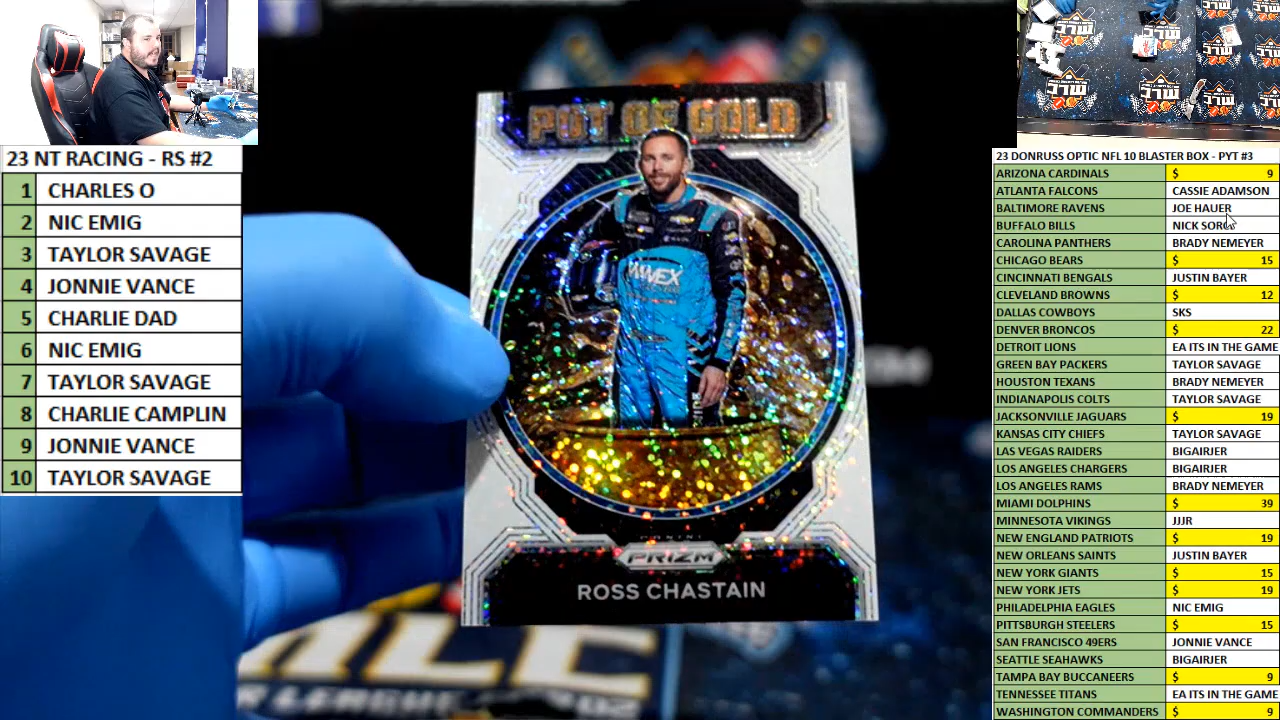 23 NT RACING - RS #2
1 CHARLES O
2 NIC EMIG
3 TAYLOR SAVAGE
4 JONNIE VANCE
5 CHARLIE DAD
6 NIC EMIG
7 TAYLOR SAVAGE
8 CHARLIE CAMPLIN
9 JONNIE VANCE
10 TAYLOR SAVAGE
POT OF GOLD
PANINI
PRIZM
ROSS CHASTAIN
23 DONRUSS OPTIC NFL 10 BLASTER BOX - PYT #3
ARIZONA CARDINALS $ 9
ATLANTA FALCONS CASSIE ADAMSON
BALTIMORE RAVENS JOE HAUER
BUFFALO BILLS NICK
CAROLINA PANTHERS BRADY NEMEYER
CHICAGO BEARS $ 15
CINCINNATI BENGALS JUSTIN BAYER
CLEVELAND BROWNS $ 12
DALLAS COWBOYS SKS
DENVER BRONCOS $ 22
DETROIT LIONS EA ITS IN THE GAME
GREEN BAY PACKERS TAYLOR SAVAGE
HOUSTON TEXANS BRADY NEMEYER
INDIANAPOLIS COLTS TAYLOR SAVAGE
JACKSONVILLE JAGUARS $ 19
KANSAS CITY CHIEFS TAYLOR SAVAGE
LAS VEGAS RAIDERS BIGAIRJER
LOS ANGELES CHARGERS BIGAIRJER
LOS ANGELES RAMS BRADY NEMEYER
MIAMI DOLPHINS $ 39
MINNESOTA VIKINGS JJJR
NEW ENGLAND PATRIOTS $ 19
NEW ORLEANS SAINTS JUSTIN BAYER
NEW YORK GIANTS $ 15
NEW YORK JETS $ 19
PHILADELPHIA EAGLES NIC EMIG
PITTSBURGH STEELERS $ 15
SAN FRANCISCO 49ERS JONNIE VANCE
SEATTLE SEAHAWKS BIGAIRJER
TAMPA BAY BUCCANEERS $ 9
TENNESSEE TITANS EA ITS IN THE GAME
WASHINGTON COMMANDERS $ 9